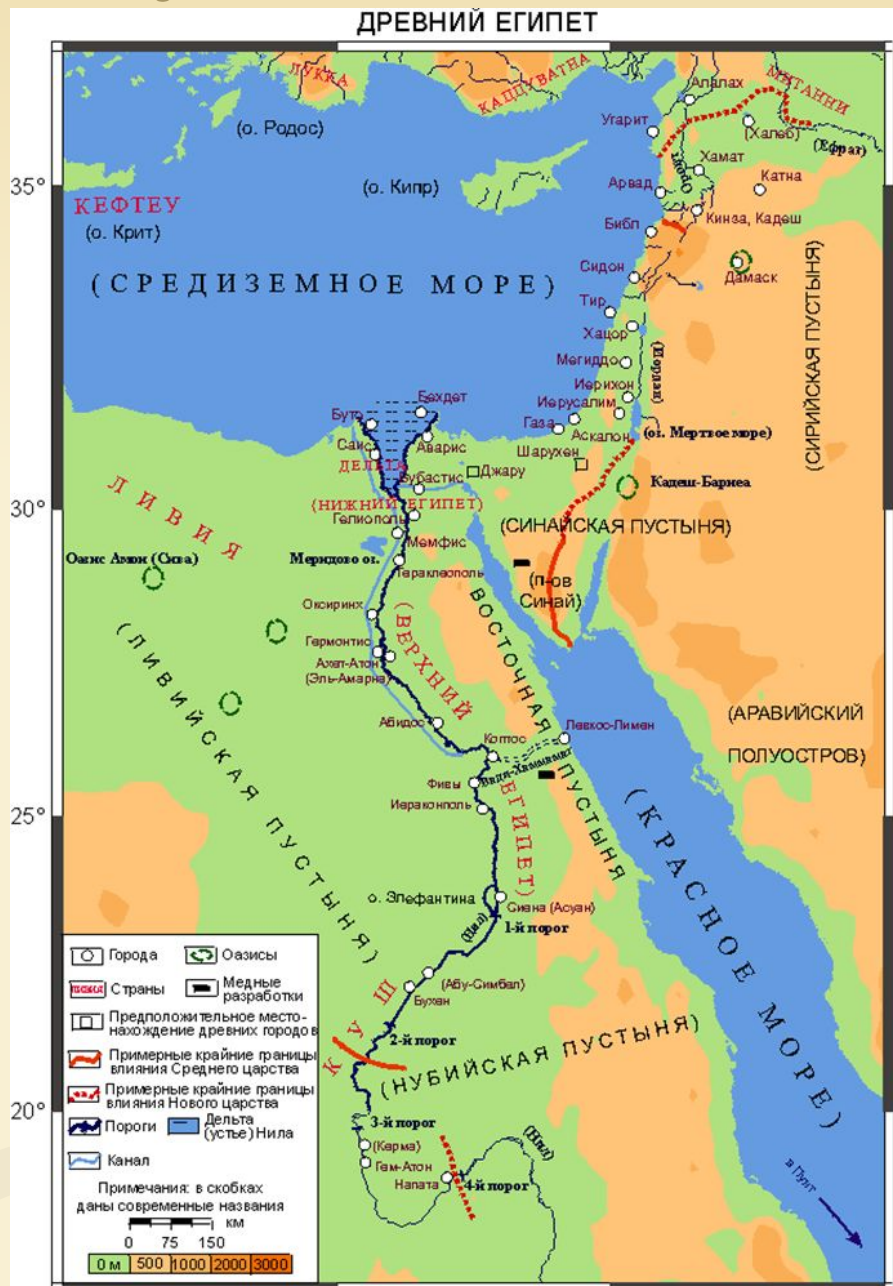 ДРЕВНИЙ ЕГИПЕТ
ЛУККА
КАЦЦУВАТНА
МИТАННИ
Алалах
(о. Родос)
Угарит
(Халеб)
(Ефрат)
Оронт
Хамат
35°
(о. Кипр)
Арвад
Катна
КЕФТЕУ
(о. Крит)
Кинза, Кадеш
Библ
(СРЕДИЗЕМНОЕ МОРЕ)
Сидон
Дамаск
Тир
Хацор
(СИРИЙСКАЯ ПУСТЫНЯ)
Мегиддо
(Иордан)
Иерихон
Иерусалим
Бехдет
Буто
Газа
Аскалон
(оз. Мертвое море)
Аварис
Саис
Шарухен
ДЕЛЬТА
Джару
Бубастис
Кадеш-Барнеа
30°
ЛИВИЯ
(НИЖНИЙ ЕГИПЕТ)
(СИНАЙСКАЯ ПУСТЫНЯ)
Гелиополь
Мемфис
Оазис Амон (Сива)
Меридово оз.
Гераклеополь
(п-ов
Синай)
Оксиринх
(ВЕРХНИЙ
ЕГИПЕТ)
ВОСТОЧНАЯ
ПУСТЫНЯ
Гермонтис
Ахет-Атон
(Эль-Амарна)
(ЛИВИЙСКАЯ ПУСТЫНЯ)
Абидос
Левкос-Лимен
(АРАВИЙСКИЙ
ПОЛУОСТРОВ)
Коптос
Вади-Хаммамат
Фивы
Иераконполь
25°
(КРАСНОЕ МОРЕ)
о. Элефантина
Сиена (Асуан)
(Нил)
1-й порог
(Абу-Симбел)
Бухен
КУШ
2-й порог
(НУБИЙСКАЯ ПУСТЫНЯ)
20°
3-й порог
(Керма)
(Нил)
Гем-Атон
Напата
4-й порог
в Пунт
Города
Оазисы
Страны
Медные
разработки
Предположительное место-
нахождение древних городов
Примерные крайние границы
влияния Среднего царства
Примерные крайние границы
влияния Нового царства
Пороги
Дельта
(устье) Нила
Канал
Примечания: в скобках
даны современные названия
0 75 150 км
0 м 500 1000 2000 3000